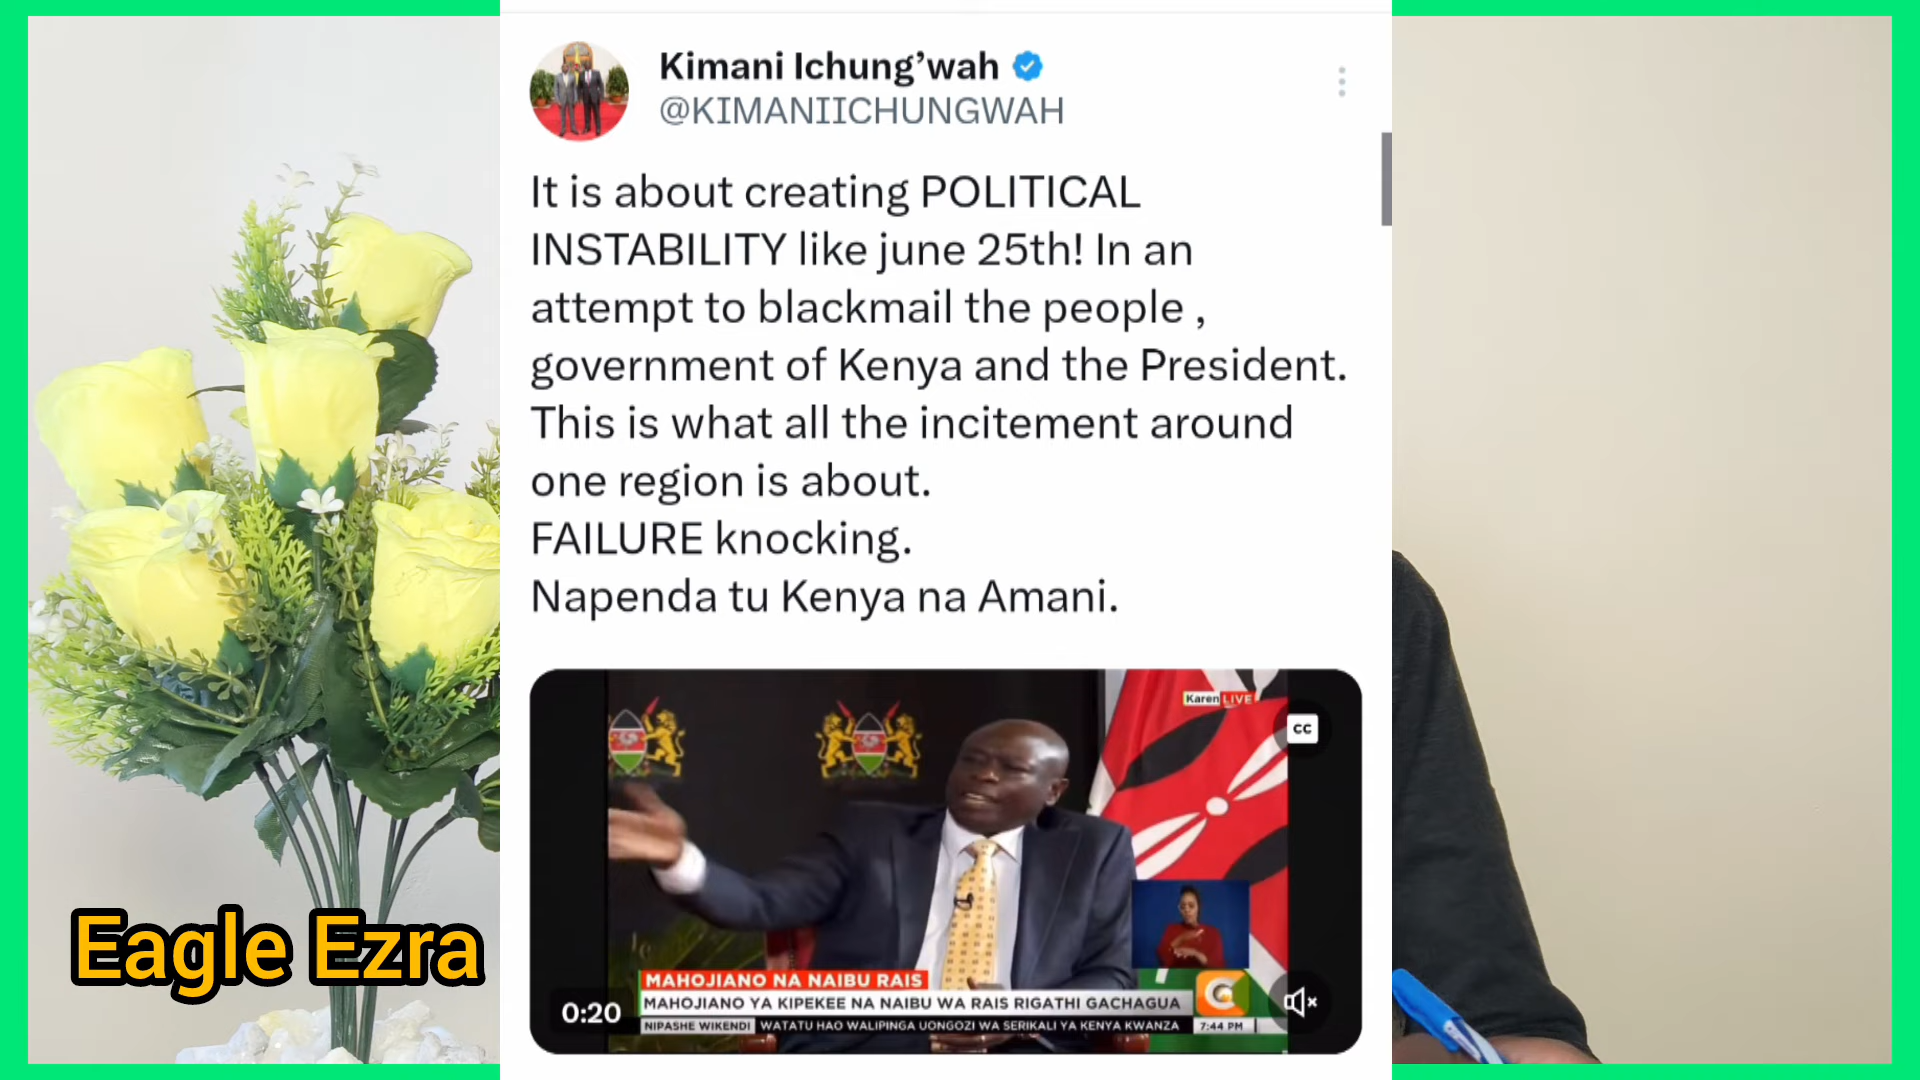 Kimani Ichung’wah
@KIMANIICHUNGWAH
It is about creating POLITICAL
INSTABILITY like june 25th! In an
attempt to blackmail the people ,
government of Kenya and the President.
This is what all the incitement around
one region is about.
FAILURE knocking.
Napenda tu Kenya na Amani.
Karen LIVE
CC
MAHOJIANO NA NAIBU RAIS
MAHOJIANO YA KIPEKEE NA NAIBU WA RAIS RIGATHI GACHAGUA
NIPASHE WIKENDI WATATU HAO WALIPINGA UONGOZI WA SERIKALI YA KENYA KWANZA 7:44 PM
0:20
Eagle Ezra